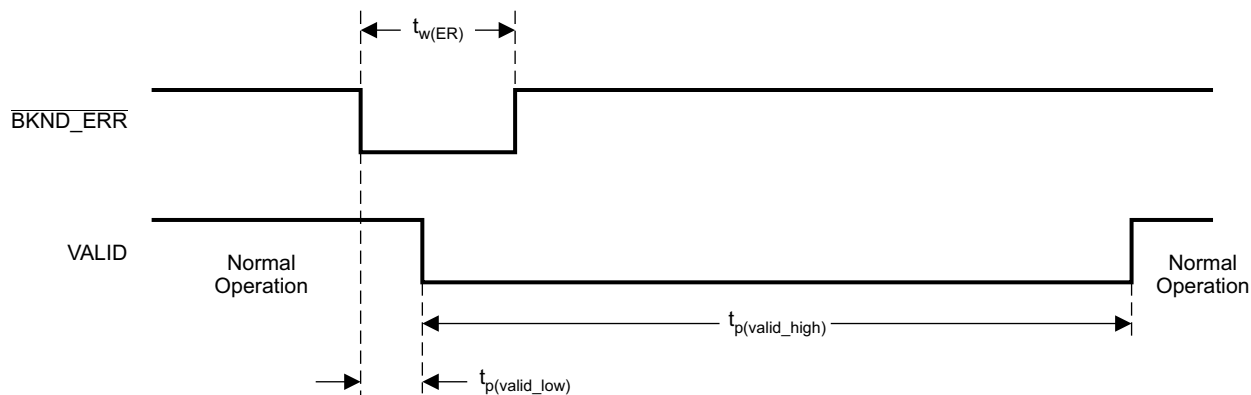 t_w(ER)
BKND_ERR
VALID
Normal
Operation
Normal
Operation
t_p(valid_high)
t_p(valid_low)